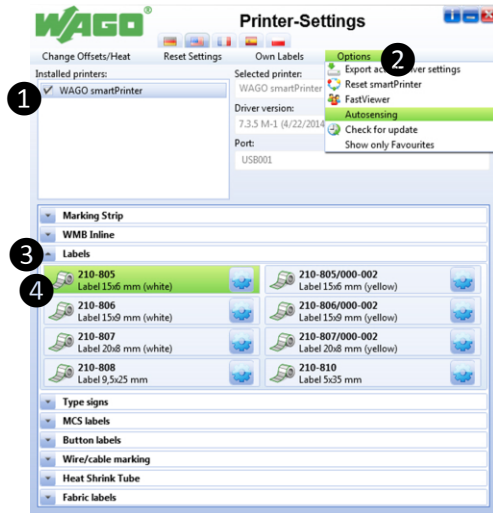 WAGO®
Printer-Settings
Change Offsets/Heat Reset Settings Own Labels Options
2
Installed printers:
Selected printer:
1
WAGO smartPrinter
WAGO smartPrinter
Driver version:
7.3.5 M-1 (4/22/2014
Port:
USB001
Export settings
Reset smartPrinter
FastViewer
Autosensing
Check for update
Show only Favourites
Marking Strip
WMB Inline
3
Labels
4
210-805
Label 15x6 mm (white)
210-805/000-002
Label 15x6 mm (yellow)
210-806
Label 15x9 mm (white)
210-806/000-002
Label 15x9 mm (yellow)
210-807
Label 20x8 mm (white)
210-807/000-002
Label 20x8 mm (yellow)
210-808
Label 9,5x25 mm
210-810
Label 5x35 mm
Type signs
MCS labels
Button labels
Wire/cable marking
Heat Shrink Tube
Fabric labels